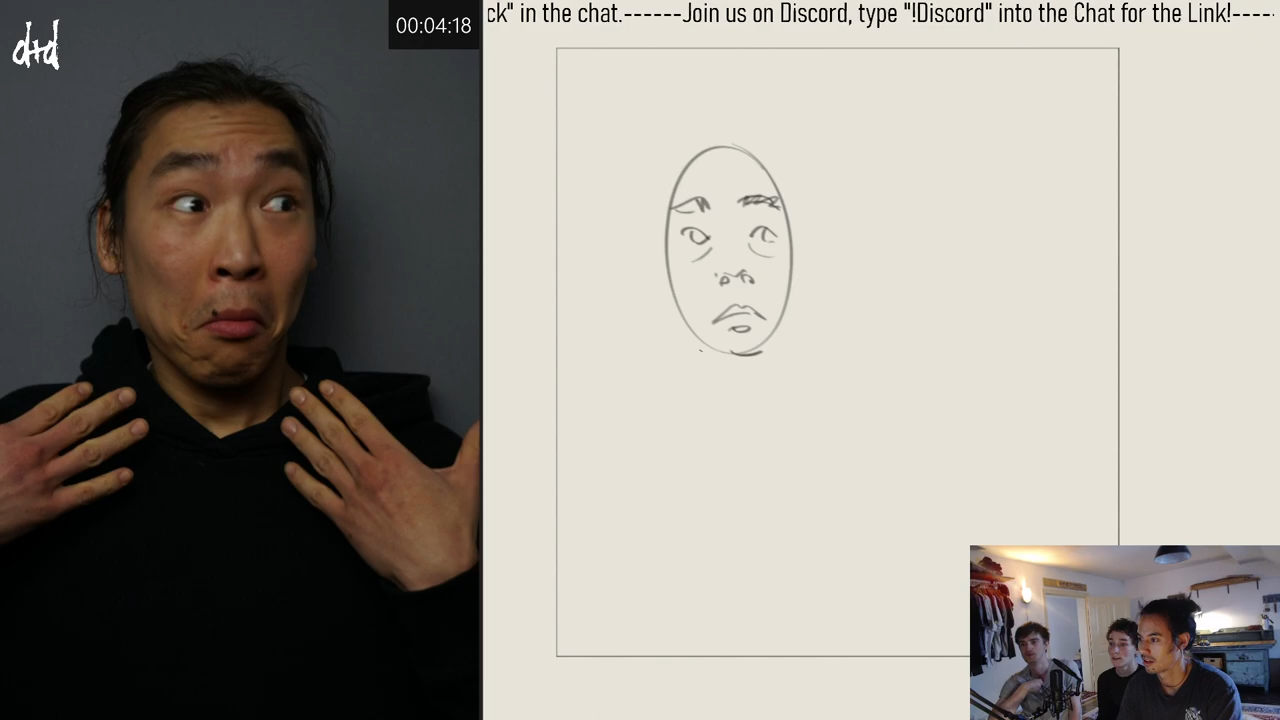 d+d
00:04:18
ck" in the chat.------Join us on Discord, type "!Discord" into the Chat for the Link!----